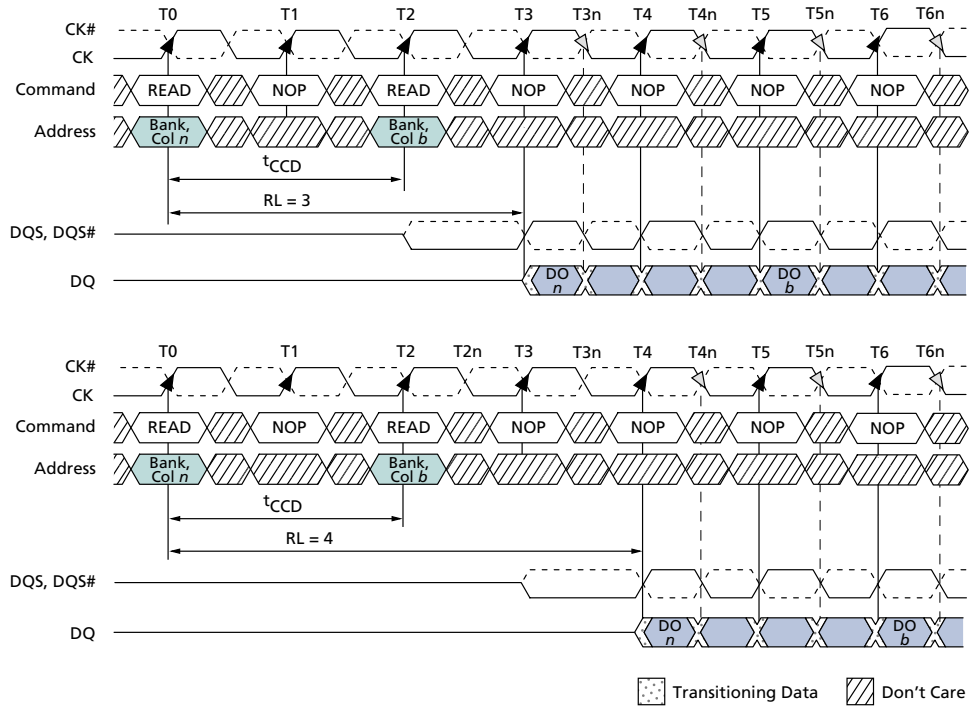 T0 T1 T2 T3 T3n T4 T4n T5 T5n T6 T6n
CK#
CK
Command READ NOP READ NOP NOP NOP NOP
Address Bank, Col n Bank, Col b
tCCD
RL = 3
DQS, DQS#
DQ DO n DO b
T0 T1 T2 T2n T3 T3n T4 T4n T5 T5n T6 T6n
CK#
CK
Command READ NOP READ NOP NOP NOP NOP
Address Bank, Col n Bank, Col b
tCCD
RL = 4
DQS, DQS#
DQ DO n DO b
Transitioning Data Don't Care